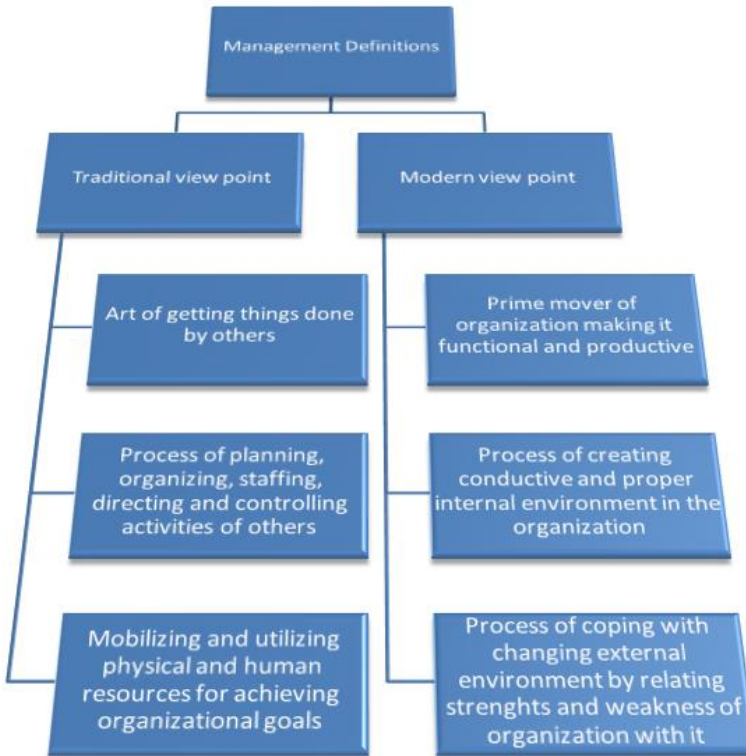 Management Definitions
Traditional view point
Art of getting things done
by others
Process of planning,
organizing, staffing,
directing and controlling
activities of others
Mobilizing and utilizing
physical and human
resources for achieving
organizational goals
Modern view point
Prime mover of
organization making it
functional and productive
Process of creating
conductive and proper
internal environment in the
organization
Process of coping with
changing external
environment by relating
strenghts and weakness of
organization with it